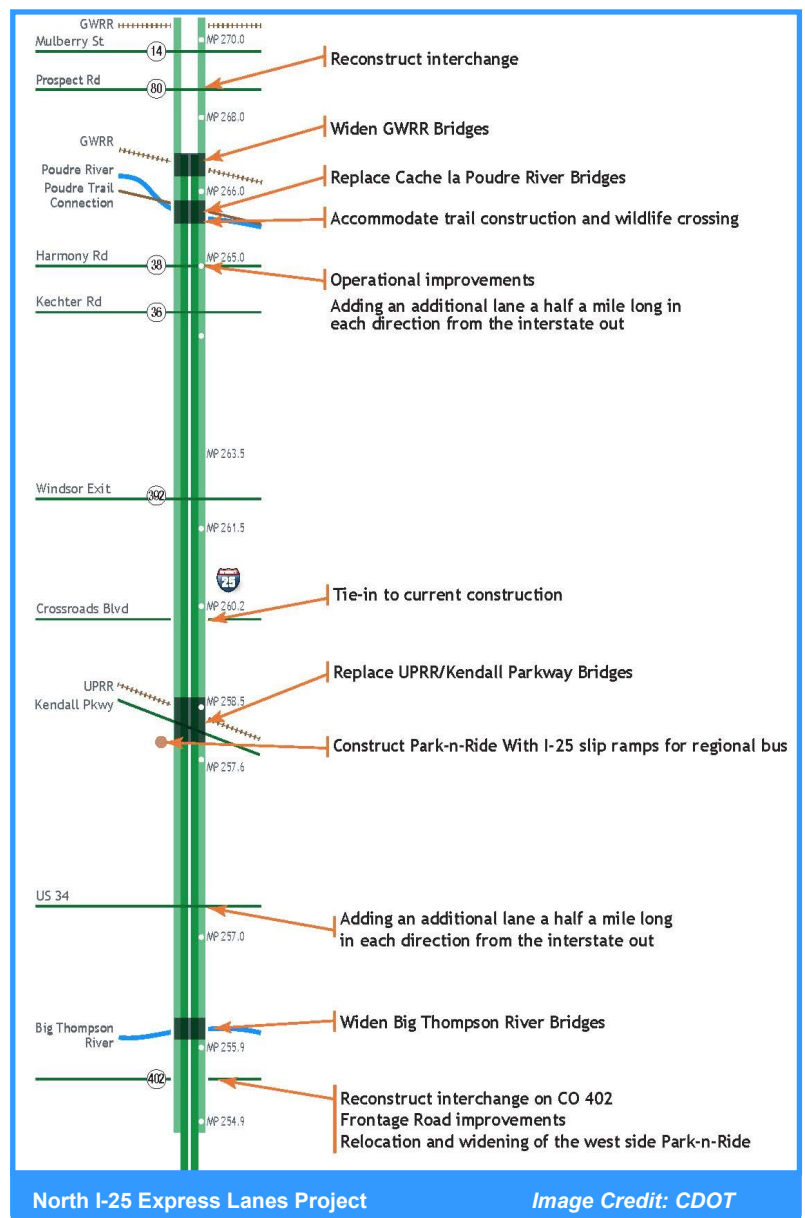 GWRR
MP 270.0
Mulberry St
14
Reconstruct interchange
Prospect Rd
80
MP 268.0
Widen GWRR Bridges
GWRR
Poudre River
Replace Cache la Poudre River Bridges
Poudre Trail
Connection
MP 266.0
Accommodate trail construction and wildlife crossing
Harmony Rd
38
MP 265.0
Operational improvements
Adding an additional lane a half a mile long in
each direction from the interstate out
Kechter Rd
36
MP 263.5
Windsor Exit
392
MP 261.5
25
Tie-in to current construction
MP 260.2
Crossroads Blvd
Replace UPRR/Kendall Parkway Bridges
UPRR
MP 258.5
Kendall Pkwy
Construct Park-n-Ride With I-25 slip ramps for regional bus
MP 257.6
US 34
Adding an additional lane a half a mile long
in each direction from the interstate out
MP 257.0
Widen Big Thompson River Bridges
Big Thompson
River
MP 255.9
402
Reconstruct interchange on CO 402
Frontage Road improvements
Relocation and widening of the west side Park-n-Ride
MP 254.9
North I-25 Express Lanes Project
Image Credit: CDOT